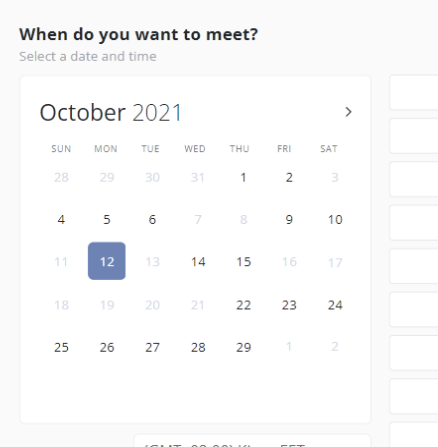 When do you want to meet?
Select a date and time
October 2021
SUN MON TUE WED THU FRI SAT
28 29 30 31 1 2 3
4 5 6 7 8 9 10
11 12 13 14 15 16 17
18 19 20 21 22 23 24
25 26 27 28 29 1 2